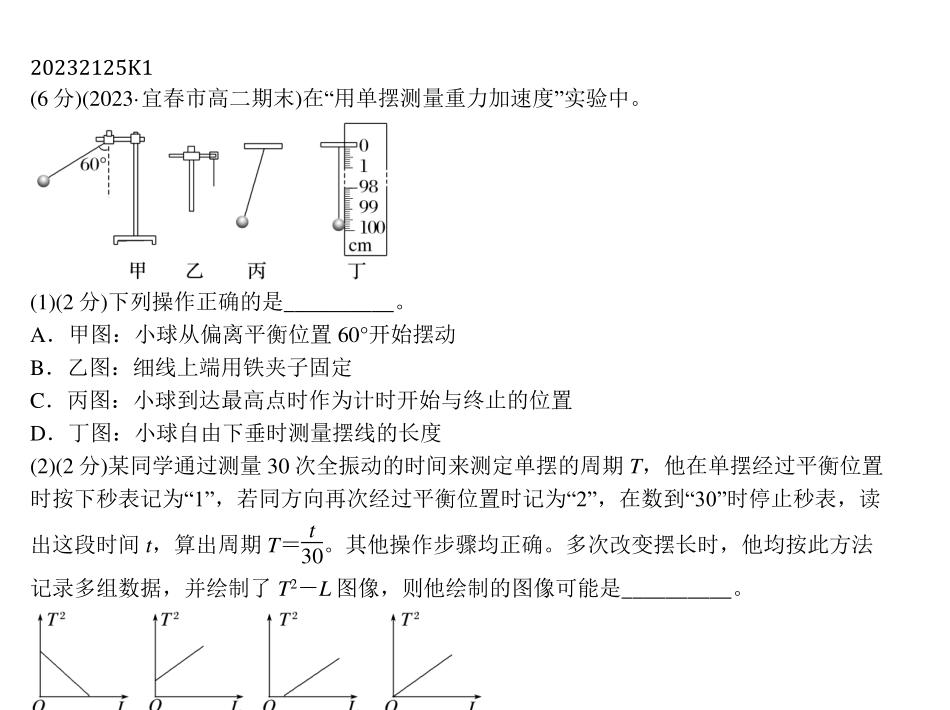 20232125K1
(6 分)(2023·宜春市高二期末)在“用单摆测量重力加速度”实验中。
60°
0
1
98
99
100
cm
甲 乙 丙 丁
(1)(2 分)下列操作正确的是__________。
A．甲图：小球从偏离平衡位置 60°开始摆动
B．乙图：细线上端用铁夹子固定
C．丙图：小球到达最高点时作为计时开始与终止的位置
D．丁图：小球自由下垂时测量摆线的长度
(2)(2 分)某同学通过测量 30 次全振动的时间来测定单摆的周期 T，他在单摆经过平衡位置
时按下秒表记为“1”，若同方向再次经过平衡位置时记为“2”，在数到“30”时停止秒表，读
出这段时间 t，算出周期 T＝t/30。其他操作步骤均正确。多次改变摆长时，他均按此方法
记录多组数据，并绘制了 T²－L 图像，则他绘制的图像可能是__________。
T² T² T² T²
O L O L O L O L